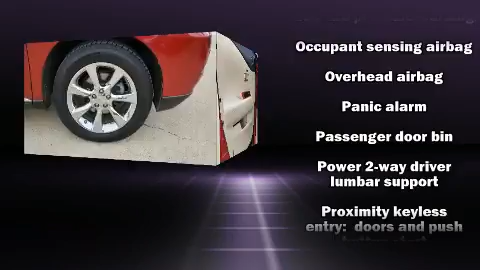 Occupant sensing airbag
Overhead airbag
Panic alarm
Passenger door bin
Power 2-way driver
lumbar support
Proximity keyless
entry: doors and push